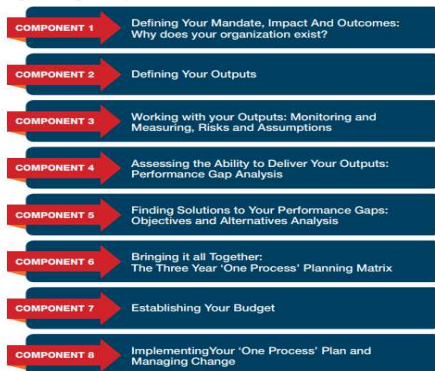 COMPONENT 1
Defining Your Mandate, Impact And Outcomes:
Why does your organization exist?
COMPONENT 2
Defining Your Outputs
COMPONENT 3
Working with your Outputs: Monitoring and
Measuring, Risks and Assumptions
COMPONENT 4
Assessing the Ability to Deliver Your Outputs:
Performance Gap Analysis
COMPONENT 5
Finding Solutions to Your Performance Gaps:
Objectives and Alternatives Analysis
COMPONENT 6
Bringing it all Together:
The Three Year ‘One Process’ Planning Matrix
COMPONENT 7
Establishing Your Budget
COMPONENT 8
ImplementingYour ‘One Process’ Plan and
Managing Change